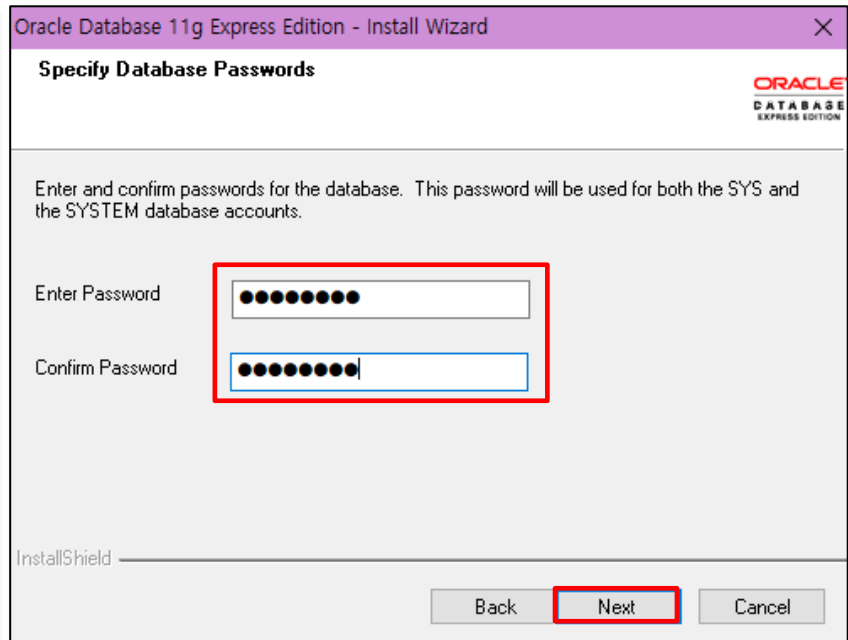 Oracle Database 11g Express Edition - Install Wizard
Specify Database Passwords
ORACLE
DATABASE
EXPRESS EDITION
Enter and confirm passwords for the database. This password will be used for both the SYS and
the SYSTEM database accounts.
Enter Password
●●●●●●●●
Confirm Password
●●●●●●●●
InstallShield
Back
Next
Cancel